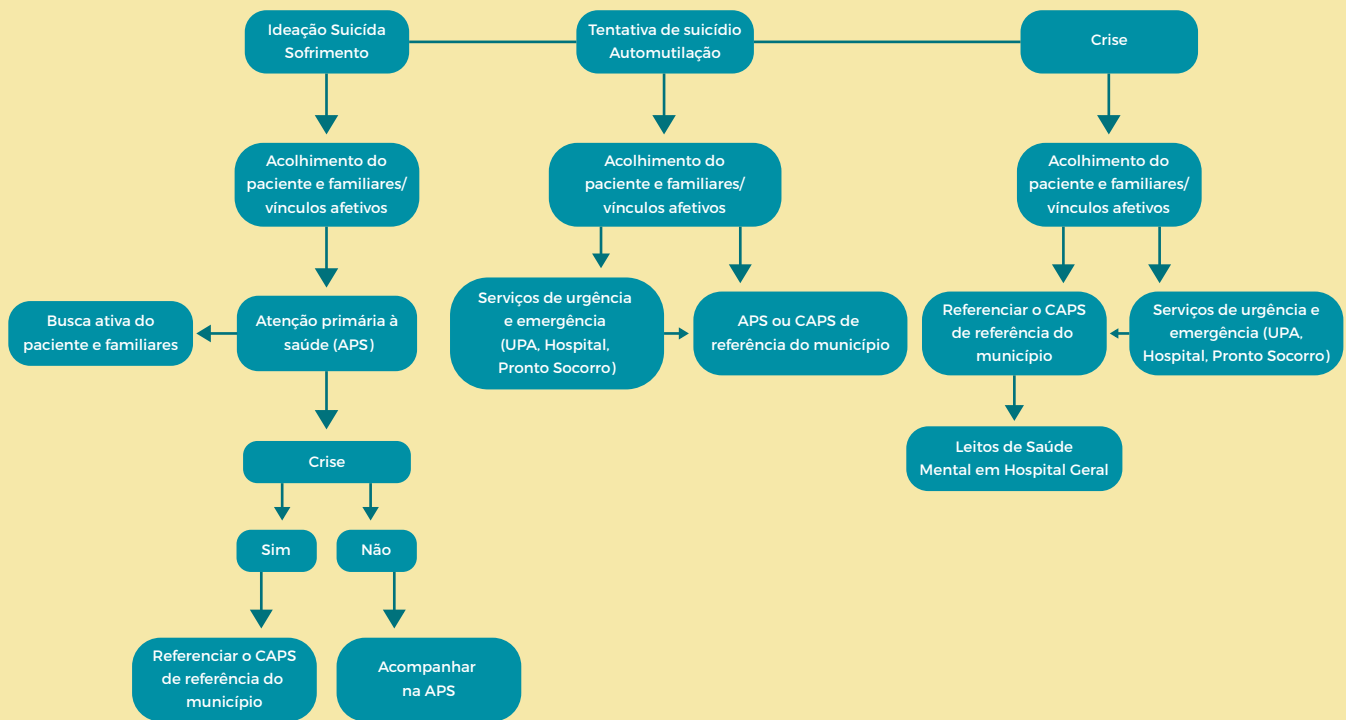 Ideação Suicída
Sofrimento
Tentativa de suicídio
Automutilação
Crise
Acolhimento do
paciente e familiares/
vínculos afetivos
Acolhimento do
paciente e familiares/
vínculos afetivos
Acolhimento do
paciente e familiares/
vínculos afetivos
Busca ativa do
paciente e familiares
Atenção primária à
saúde (APS)
Serviços de urgência
e emergência
(UPA, Hospital,
Pronto Socorro)
APS ou CAPS de
referência do município
Referenciar o CAPS
de referência do
município
Serviços de urgência e
emergência (UPA,
Hospital, Pronto Socorro)
Crise
Leitos de Saúde
Mental em Hospital Geral
Sim
Não
Referenciar o CAPS
de referência do
município
Acompanhar
na APS